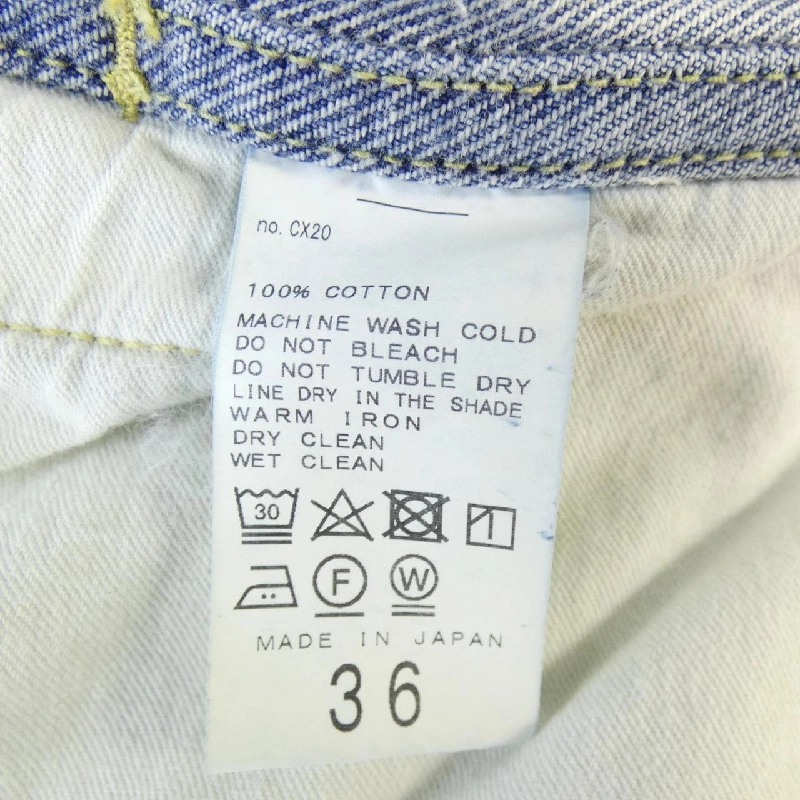 no. CX20
100% COTTON
MACHINE WASH COLD
DO NOT BLEACH
DO NOT TUMBLE DRY
LINE DRY IN THE SHADE
WARM IRON
DRY CLEAN
WET CLEAN
30
F W
MADE IN JAPAN
36